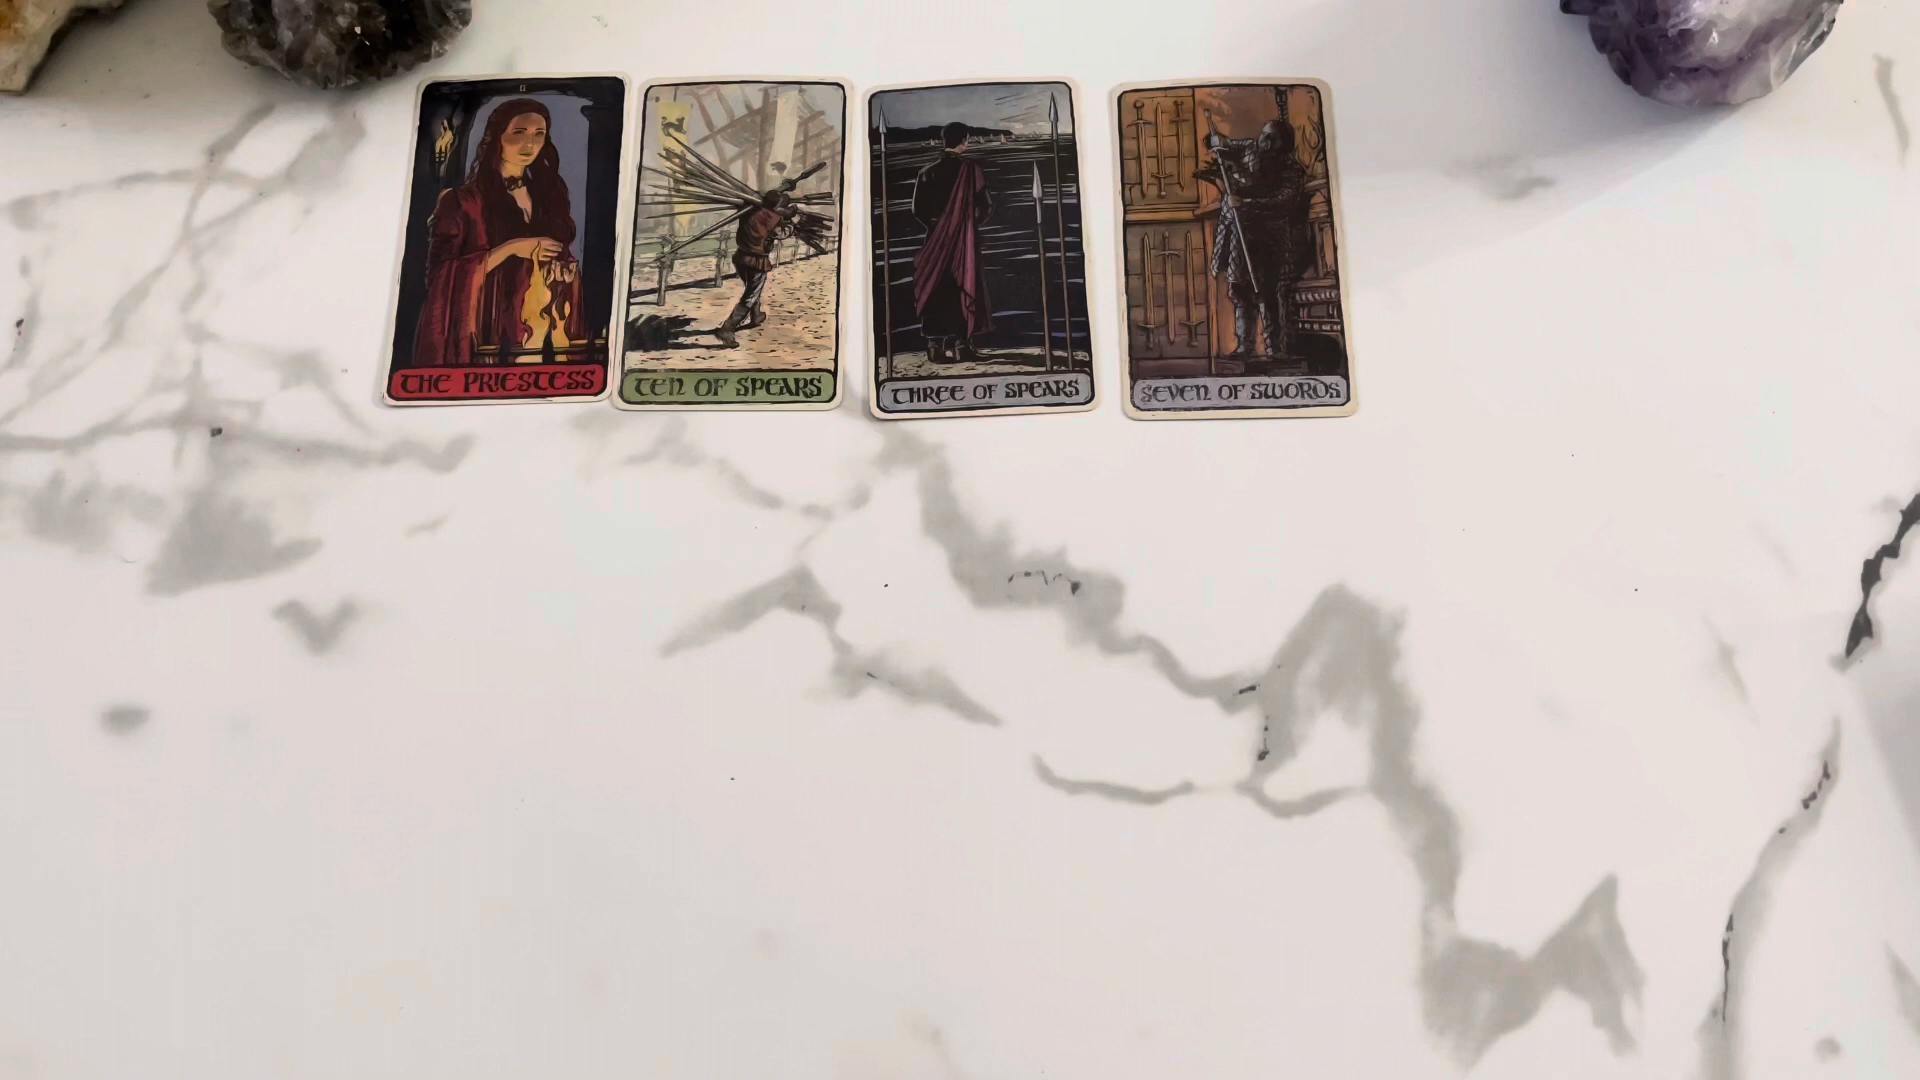 II
THE PRIESTESS
TEN OF SPEARS
THREE OF SPEARS
SEVEN OF SWORDS